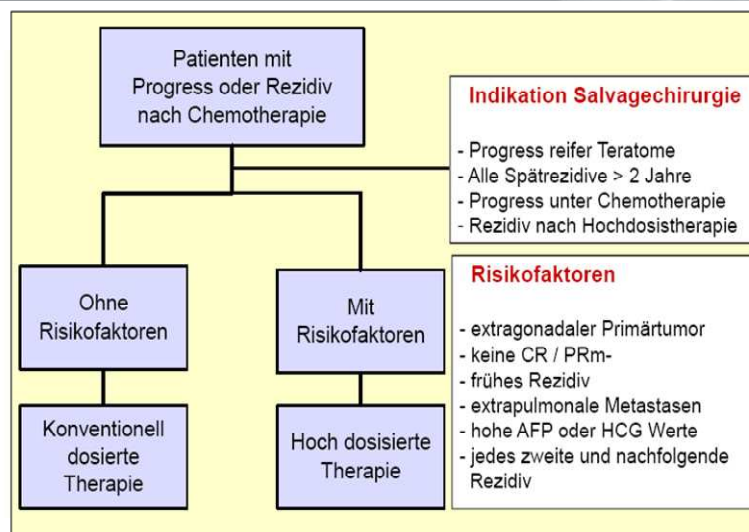 Patienten mit
Progress oder Rezidiv
nach Chemotherapie
Indikation Salvagechirurgie
- Progress reifer Teratome
- Alle Spätrezidive > 2 Jahre
- Progress unter Chemotherapie
- Rezidiv nach Hochdosistherapie
Ohne
Risikofaktoren
Mit
Risikofaktoren
Konventionell
dosierte
Therapie
Hoch dosisierte
Therapie
Risikofaktoren
- extragonadaler Primärtumor
- keine CR / PRm-
- frühes Rezidiv
- extrapulmonale Metastasen
- hohe AFP oder HCG Werte
- jedes zweite und nachfolgende
Rezidiv